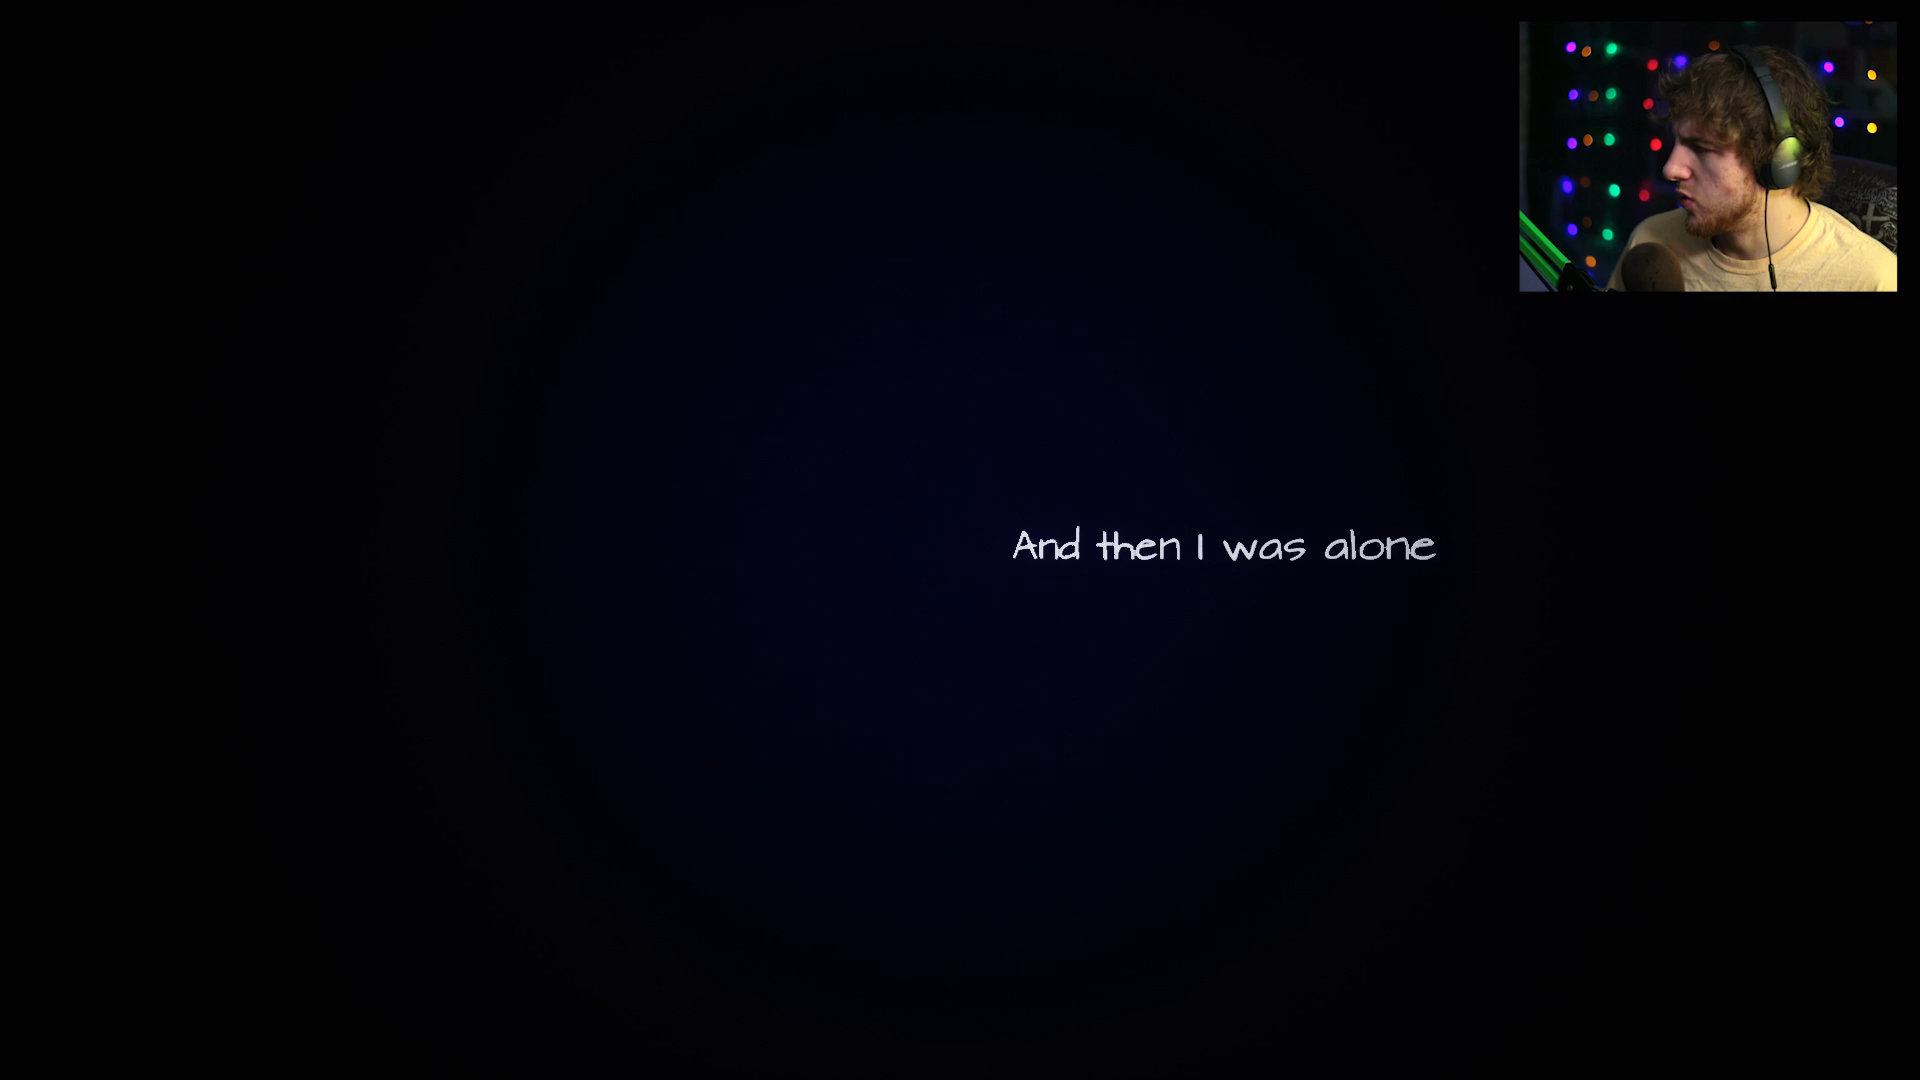 And then I was alone